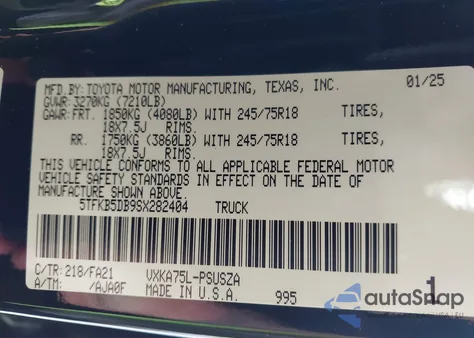 MFD.BY:TOYOTA MOTOR MANUFACTURING, TEXAS, INC. 01/25
GVWR: 3270KG (7210LB)
GAWR: FRT. 1850KG (4080LB) WITH 245/75R18 TIRES,
18X7.5J RIMS.
RR. 1750KG (3860LB) WITH 245/75R18 TIRES,
18X7.5J RIMS.
THIS VEHICLE CONFORMS TO ALL APPLICABLE FEDERAL MOTOR
VEHICLE SAFETY STANDARDS IN EFFECT ON THE DATE OF
MANUFACTURE SHOWN ABOVE.
5TFKB5DB9SX282404 TRUCK
C/TR:218/FA21 VXKA75L-PSUSZA 1
A/TM: /AJA0F MADE IN U.S.A. 995
autoSnap